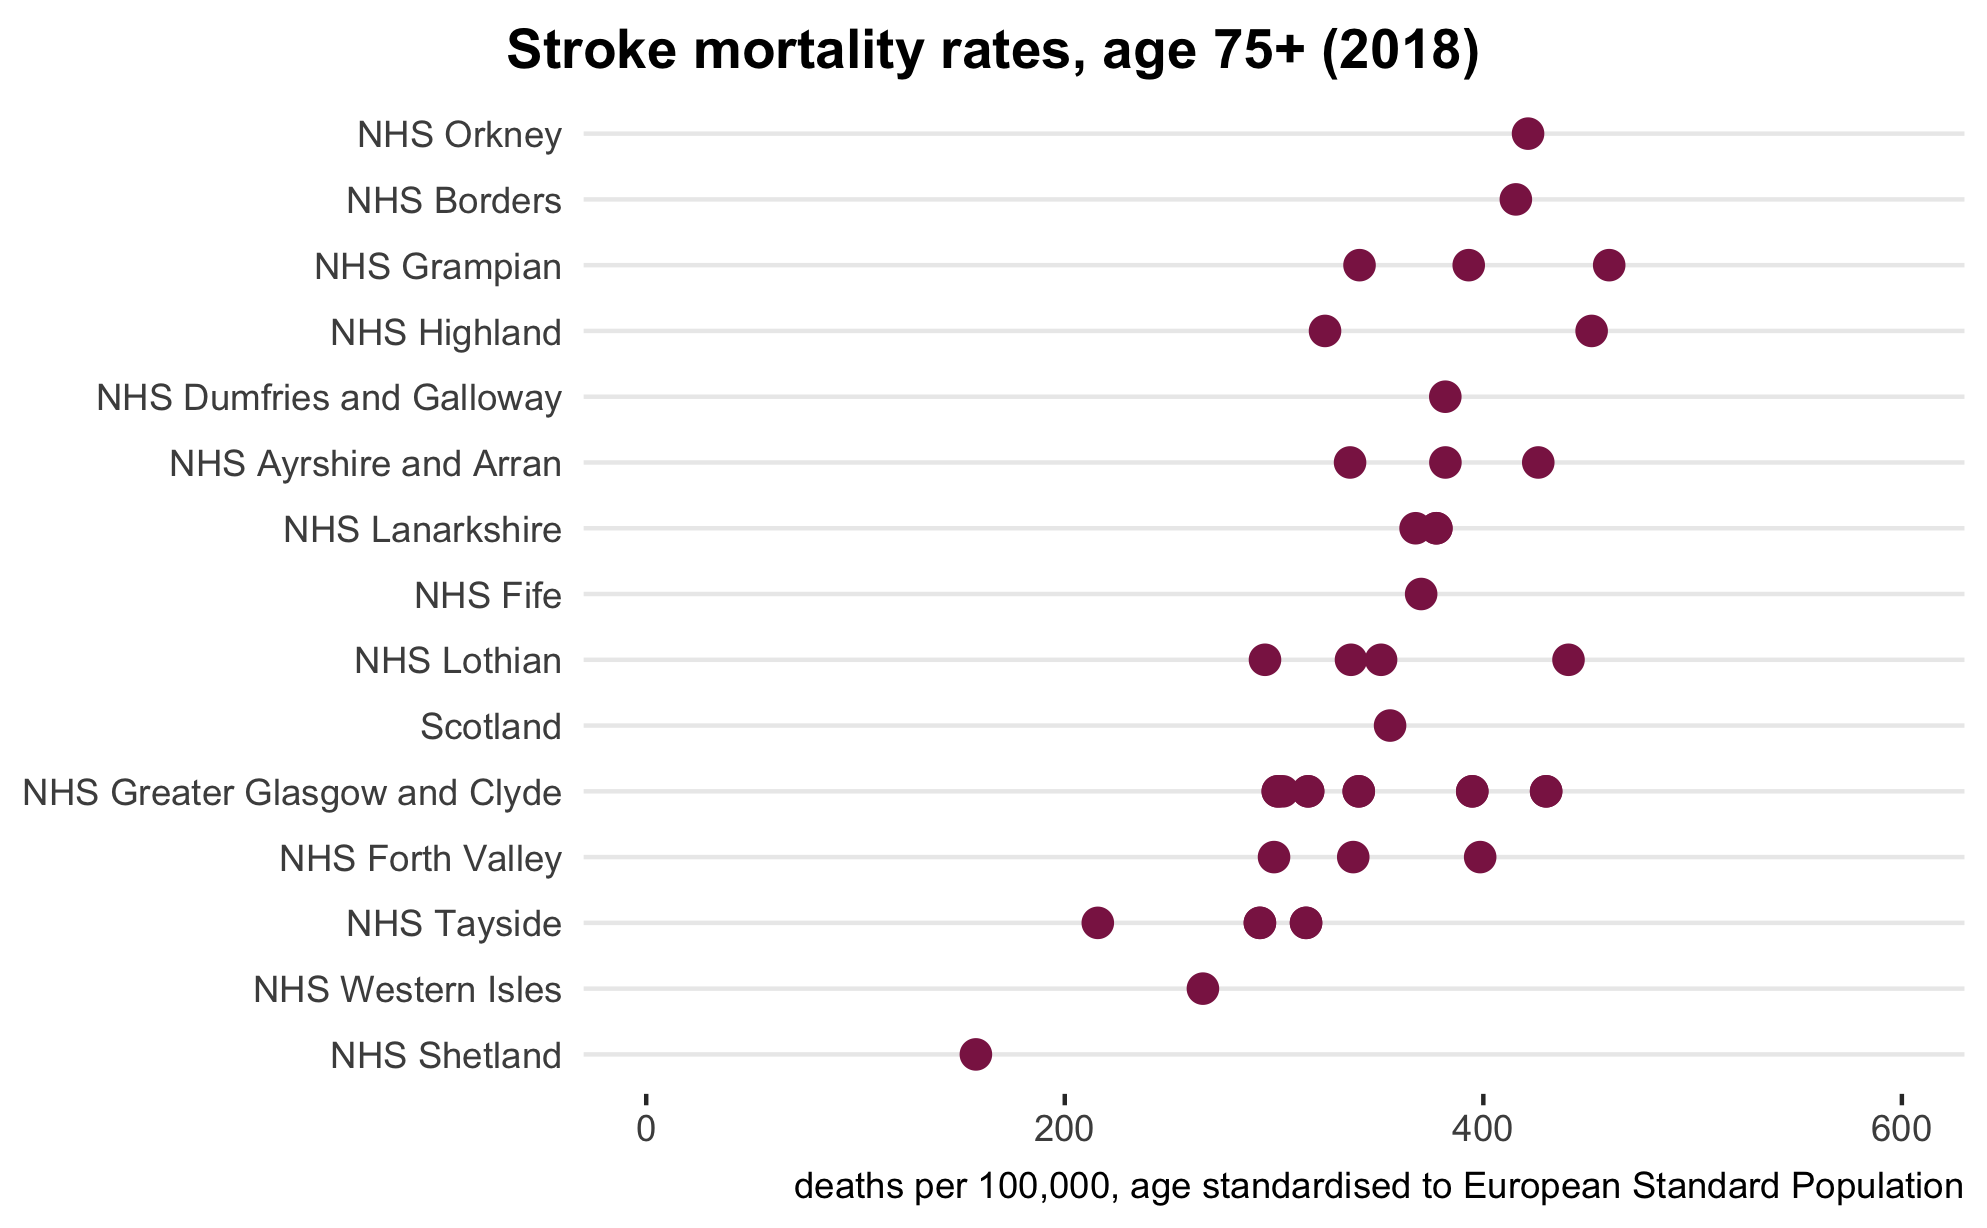 Stroke mortality rates, age 75+ (2018)
NHS Orkney
NHS Borders
NHS Grampian
NHS Highland
NHS Dumfries and Galloway
NHS Ayrshire and Arran
NHS Lanarkshire
NHS Fife
NHS Lothian
Scotland
NHS Greater Glasgow and Clyde
NHS Forth Valley
NHS Tayside
NHS Western Isles
NHS Shetland
0 200 400 600
deaths per 100,000, age standardised to European Standard Population